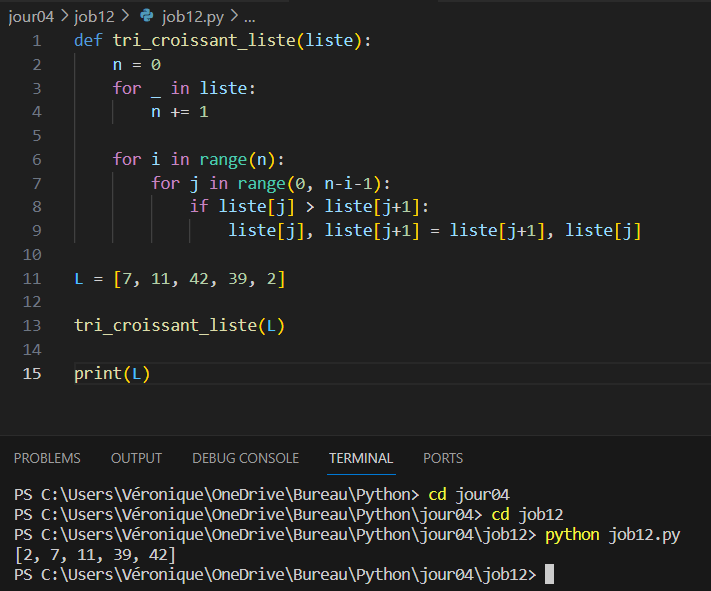 jour04 > job12 > job12.py > ...
1 def tri_croissant_liste(liste):
2     n = 0
3     for _ in liste:
4         n += 1
5
6     for i in range(n):
7         for j in range(0, n-i-1):
8             if liste[j] > liste[j+1]:
9                 liste[j], liste[j+1] = liste[j+1], liste[j]
10
11 L = [7, 11, 42, 39, 2]
12
13 tri_croissant_liste(L)
14
15 print(L)
PROBLEMS OUTPUT DEBUG CONSOLE TERMINAL PORTS
PS C:\Users\Véronique\OneDrive\Bureau\Python> cd jour04
PS C:\Users\Véronique\OneDrive\Bureau\Python\jour04> cd job12
PS C:\Users\Véronique\OneDrive\Bureau\Python\jour04\job12> python job12.py
[2, 7, 11, 39, 42]
PS C:\Users\Véronique\OneDrive\Bureau\Python\jour04\job12>